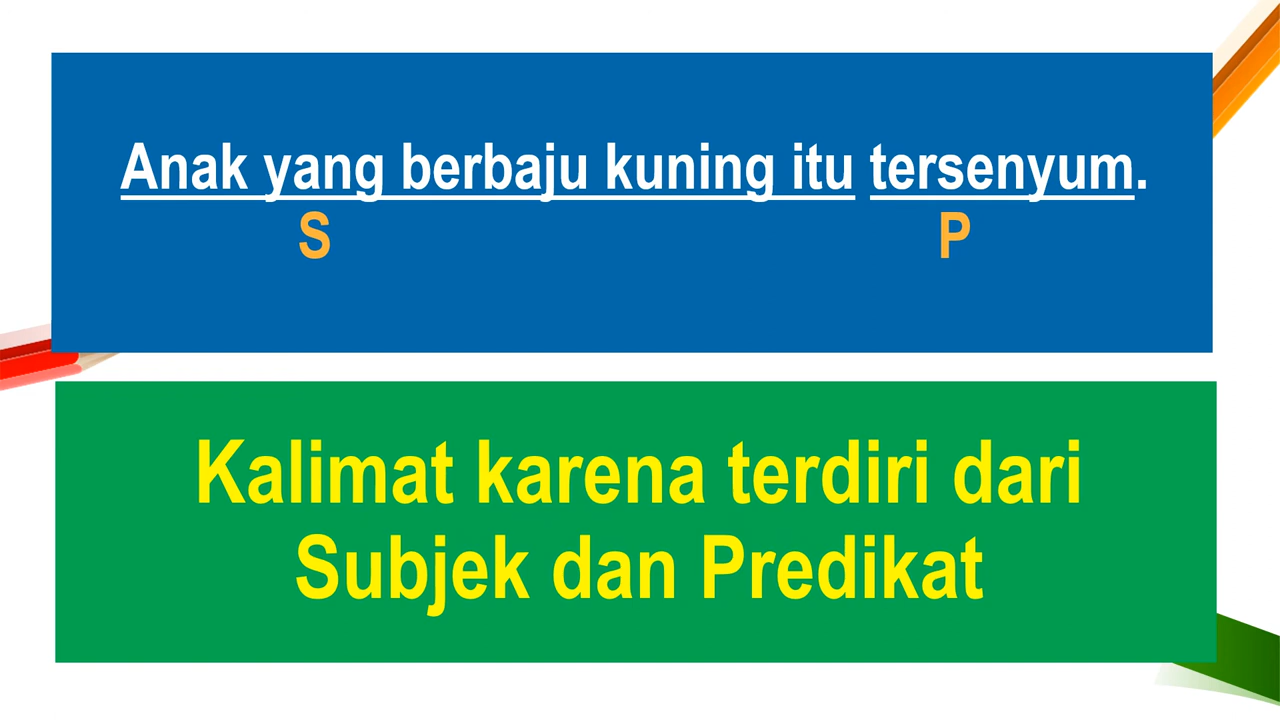 Anak yang berbaju kuning itu tersenyum.
S P
Kalimat karena terdiri dari
Subjek dan Predikat